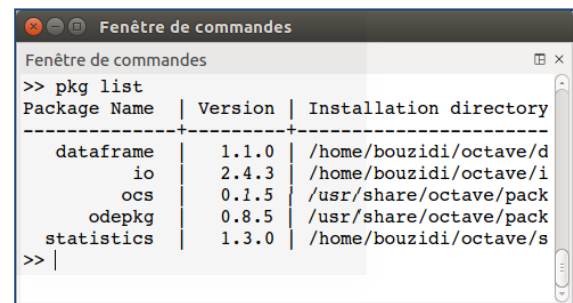 Fenêtre de commandes
Fenêtre de commandes
>> pkg list
Package Name | Version | Installation directory
---------------+---------+-----------------------
dataframe | 1.1.0 | /home/bouzidi/octave/d
io | 2.4.3 | /home/bouzidi/octave/i
ocs | 0.1.5 | /usr/share/octave/pack
odepkg | 0.8.5 | /usr/share/octave/pack
statistics | 1.3.0 | /home/bouzidi/octave/s
>>